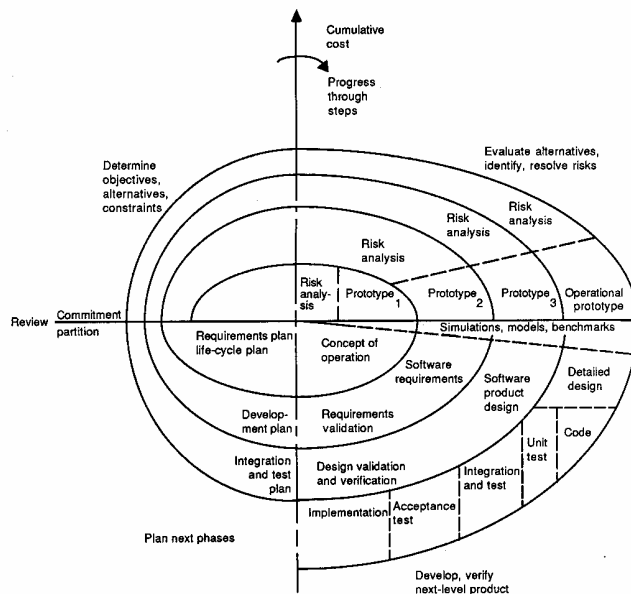 Cumulative
cost
Progress
through
steps
Evaluate alternatives,
identify, resolve risks
Determine
objectives,
alternatives,
constraints
Risk
analysis
Risk
analysis
Risk
analysis
Risk
analy-
sis
Prototype 1
Prototype 2
Prototype 3
Operational
prototype
Review
Commitment
partition
Simulations, models, benchmarks
Requirements plan
life-cycle plan
Concept of
operation
Software
requirements
Software
product
design
Detailed
design
Develop-
ment plan
Requirements
validation
Code
Unit
test
Integration
and test
plan
Design validation
and verification
Integration
and test
Acceptance
test
Implementation
Plan next phases
Develop, verify
next-level product